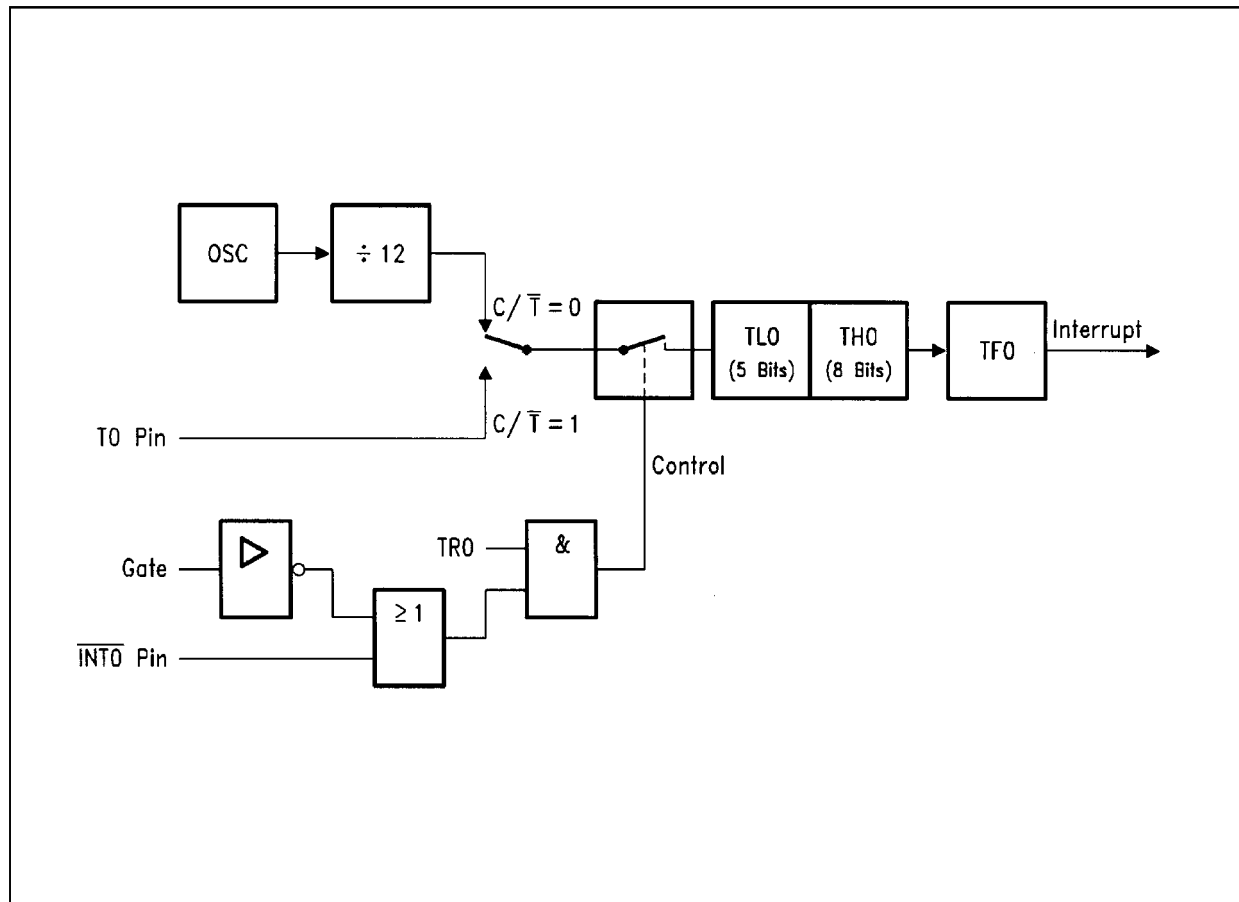 OSC
÷ 12
C/T̅ = 0
TL0
(5 Bits)
TH0
(8 Bits)
TF0
Interrupt
T0 Pin
C/T̅ = 1
Control
Gate
TR0
&
≥ 1
I̅N̅T̅0̅ Pin